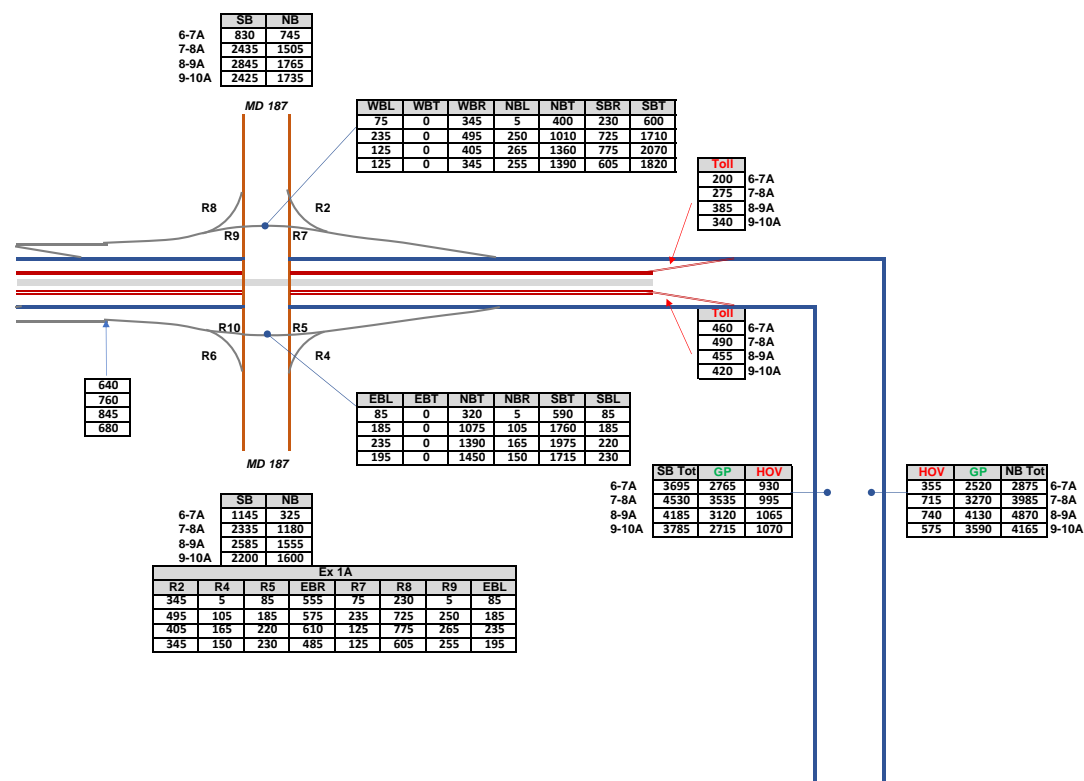 SB NB
6-7A 830 745
7-8A 2435 1505
8-9A 2845 1765
9-10A 2425 1735
MD 187
WBL WBT WBR NBL NBT SBR SBT
75 0 345 5 400 230 600
235 0 495 250 1010 725 1710
125 0 405 265 1360 775 2070
125 0 345 255 1390 605 1820
Toll
200 6-7A
275 7-8A
385 8-9A
340 9-10A
R8 R2
R9 R7
R10 R5
R6 R4
Toll
460 6-7A
490 7-8A
455 8-9A
420 9-10A
640
760
845
680
EBL EBT NBT NBR SBT SBL
85 0 320 5 590 85
185 0 1075 105 1760 185
235 0 1390 165 1975 220
195 0 1450 150 1715 230
MD 187
SB Tot GP HOV
6-7A 3695 2765 930
7-8A 4530 3535 995
8-9A 4185 3120 1065
9-10A 3785 2715 1070
HOV GP NB Tot
355 2520 2875 6-7A
715 3270 3985 7-8A
740 4130 4870 8-9A
575 3590 4165 9-10A
SB NB
6-7A 1145 325
7-8A 2335 1180
8-9A 2585 1555
9-10A 2200 1600
Ex 1A
R2 R4 R5 EBR R7 R8 R9 EBL
345 5 85 555 75 230 5 85
495 105 185 575 235 725 250 185
405 165 220 610 125 775 265 235
345 150 230 485 125 605 255 195